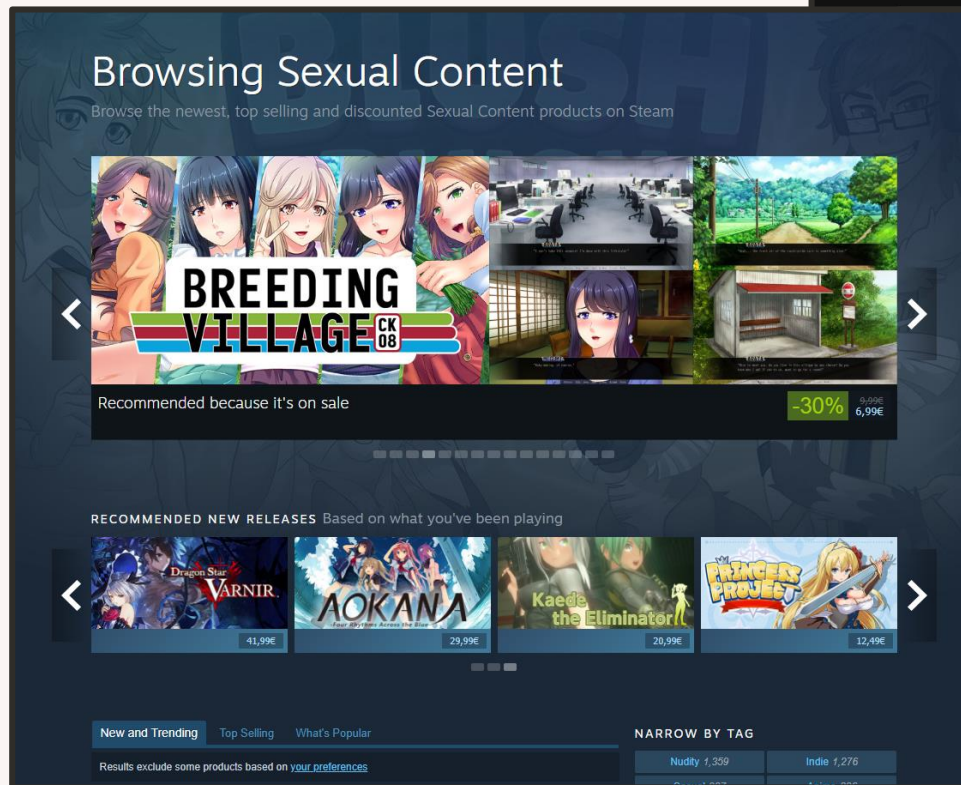 Browsing Sexual Content
Browse the newest, top selling and discounted Sexual Content products on Steam
BREEDING
VILLAGE CK 08
Recommended because it's on sale
-30% 9,99€
6,99€
RECOMMENDED NEW RELEASES Based on what you've been playing
Dragon Star
VARNIR
AOKANA
Four Rhythms Across the Blue
Kaede
the Eliminator
PRINCESS
PROJECT
41,99€
29,99€
20,99€
12,49€
New and Trending Top Selling What's Popular
NARROW BY TAG
Results exclude some products based on your preferences
Nudity 1,359 Indie 1,276